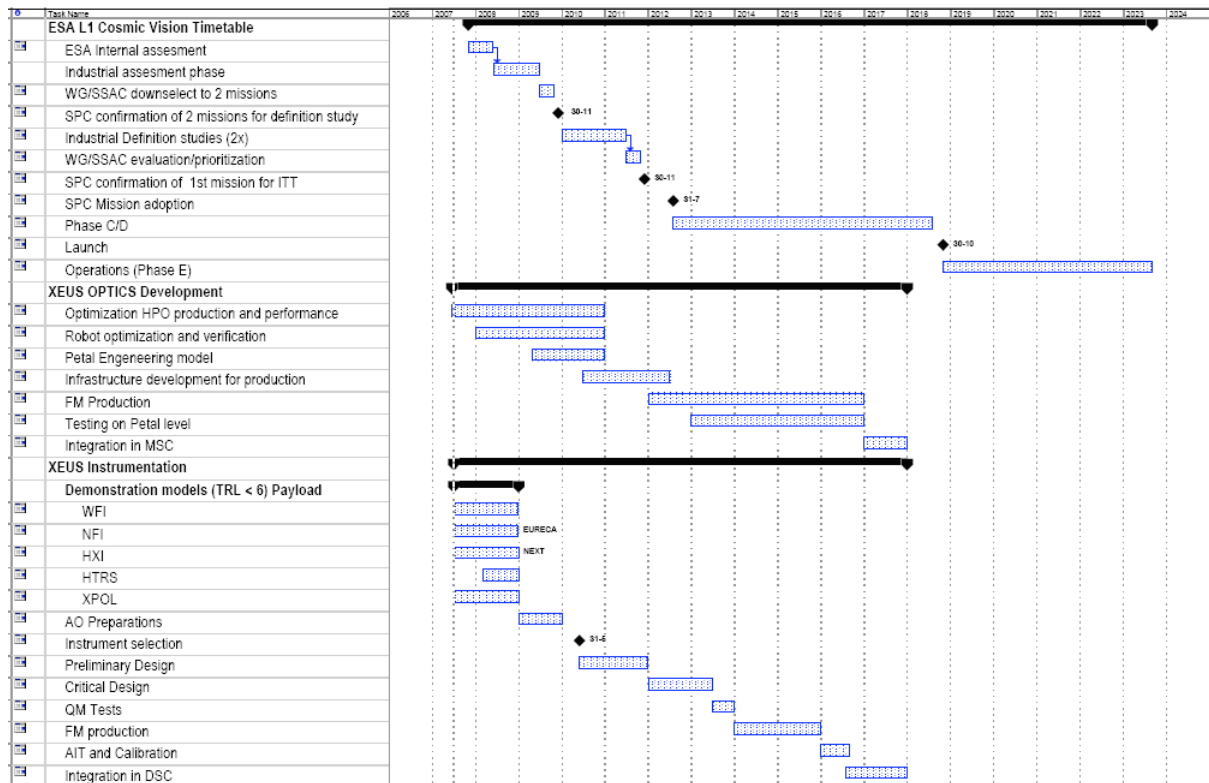 Task Name 2006 2007 2008 2009 2010 2011 2012 2013 2014 2015 2016 2017 2018 2019 2020 2021 2022 2023 2024
ESA L1 Cosmic Vision Timetable
ESA Internal assesment
Industrial assesment phase
WG/SSAC downselect to 2 missions
SPC confirmation of 2 missions for definition study 30-11
Industrial Definition studies (2x)
WG/SSAC evaluation/prioritization
SPC confirmation of 1st mission for ITT 30-11
SPC Mission adoption 31-7
Phase C/D
Launch 30-10
Operations (Phase E)
XEUS OPTICS Development
Optimization HPO production and performance
Robot optimization and verification
Petal Engeneering model
Infrastructure development for production
FM Production
Testing Petal level
Integration in MSC
XEUS Instrumentation
Demonstration models (TRL < 6) Payload
WFI
NFI EURECA
HXI NEXT
HTRS
XPOL
AO Preparations
Instrument selection 31-5
Preliminary Design
Critical Design
QM Tests
FM production
AIT and Calibration
Integration in DSC